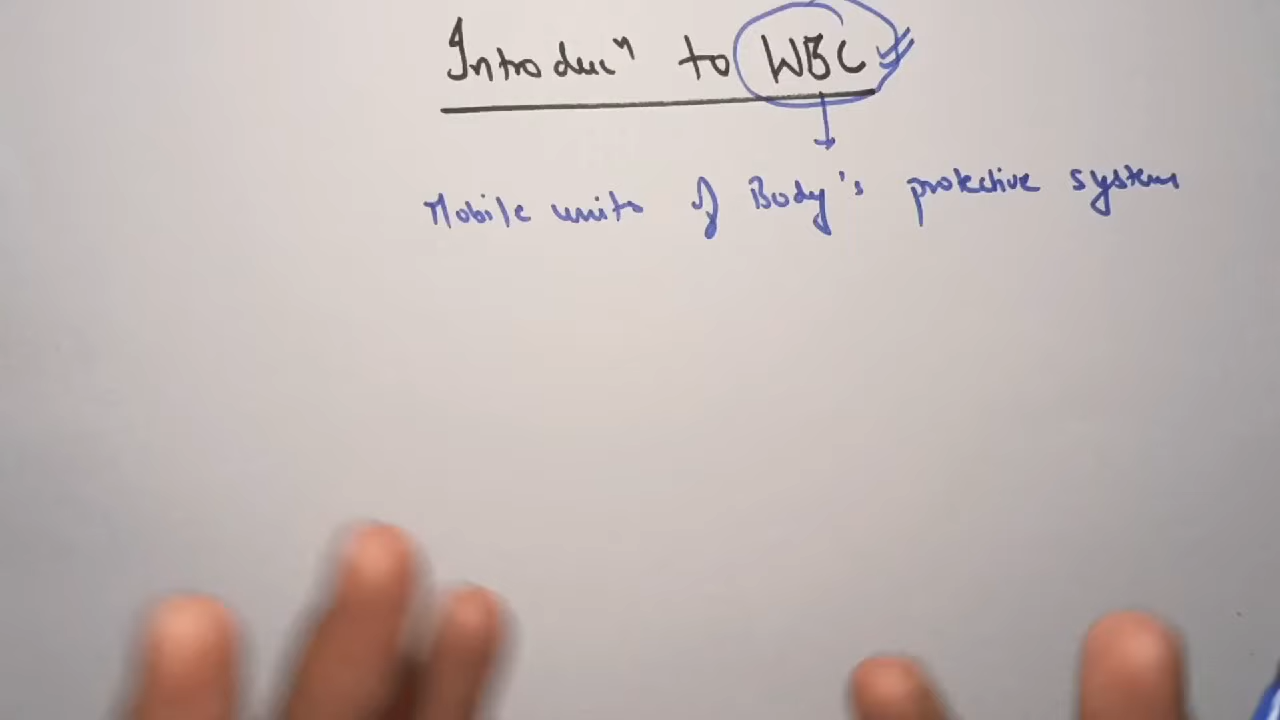 Introducⁿ to WBC
Mobile units of Body's protective system